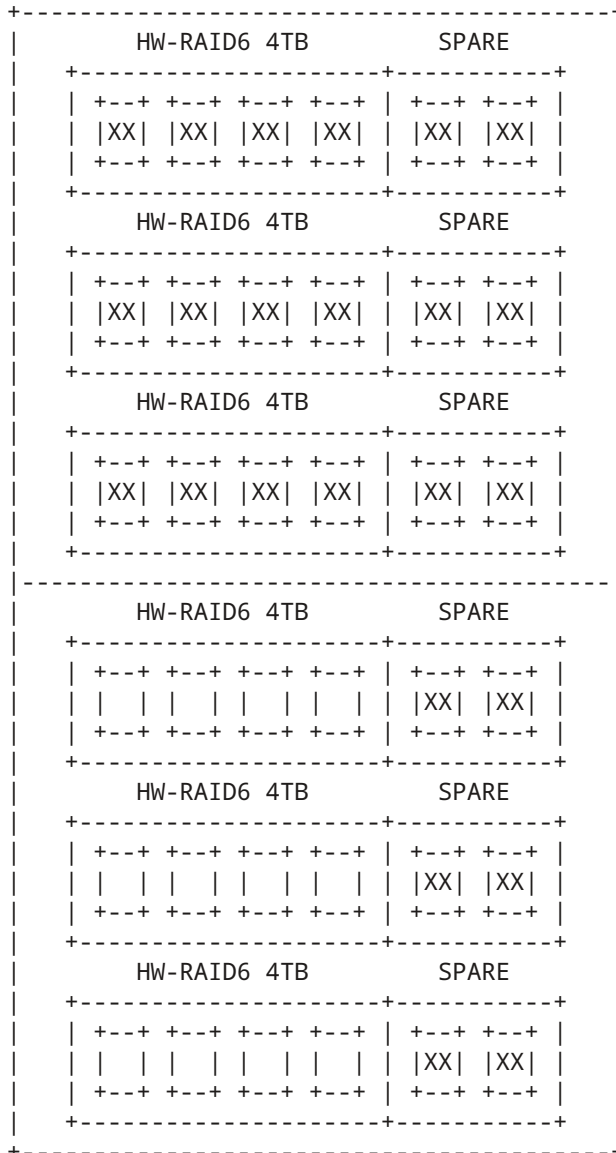 +-----------------------------------------+
|        HW-RAID6 4TB         SPARE
|   +---------------------+-----------+
|   | +--+ +--+ +--+ +--+ | +--+ +--+ |
|   | |XX| |XX| |XX| |XX| | |XX| |XX| |
|   | +--+ +--+ +--+ +--+ | +--+ +--+ |
|   +---------------------+-----------+
|        HW-RAID6 4TB         SPARE
|   +---------------------+-----------+
|   | +--+ +--+ +--+ +--+ | +--+ +--+ |
|   | |XX| |XX| |XX| |XX| | |XX| |XX| |
|   | +--+ +--+ +--+ +--+ | +--+ +--+ |
|   +---------------------+-----------+
|        HW-RAID6 4TB         SPARE
|   +---------------------+-----------+
|   | +--+ +--+ +--+ +--+ | +--+ +--+ |
|   | |XX| |XX| |XX| |XX| | |XX| |XX| |
|   | +--+ +--+ +--+ +--+ | +--+ +--+ |
|   +---------------------+-----------+
|-----------------------------------------
|        HW-RAID6 4TB         SPARE
|   +---------------------+-----------+
|   | +--+ +--+ +--+ +--+ | +--+ +--+ |
|   | |  | |  | |  | |  | | |XX| |XX| |
|   | +--+ +--+ +--+ +--+ | +--+ +--+ |
|   +---------------------+-----------+
|        HW-RAID6 4TB         SPARE
|   +---------------------+-----------+
|   | +--+ +--+ +--+ +--+ | +--+ +--+ |
|   | |  | |  | |  | |  | | |XX| |XX| |
|   | +--+ +--+ +--+ +--+ | +--+ +--+ |
|   +---------------------+-----------+
|        HW-RAID6 4TB         SPARE
|   +---------------------+-----------+
|   | +--+ +--+ +--+ +--+ | +--+ +--+ |
|   | |  | |  | |  | |  | | |XX| |XX| |
|   | +--+ +--+ +--+ +--+ | +--+ +--+ |
|   +---------------------+-----------+
+-----------------------------------------+